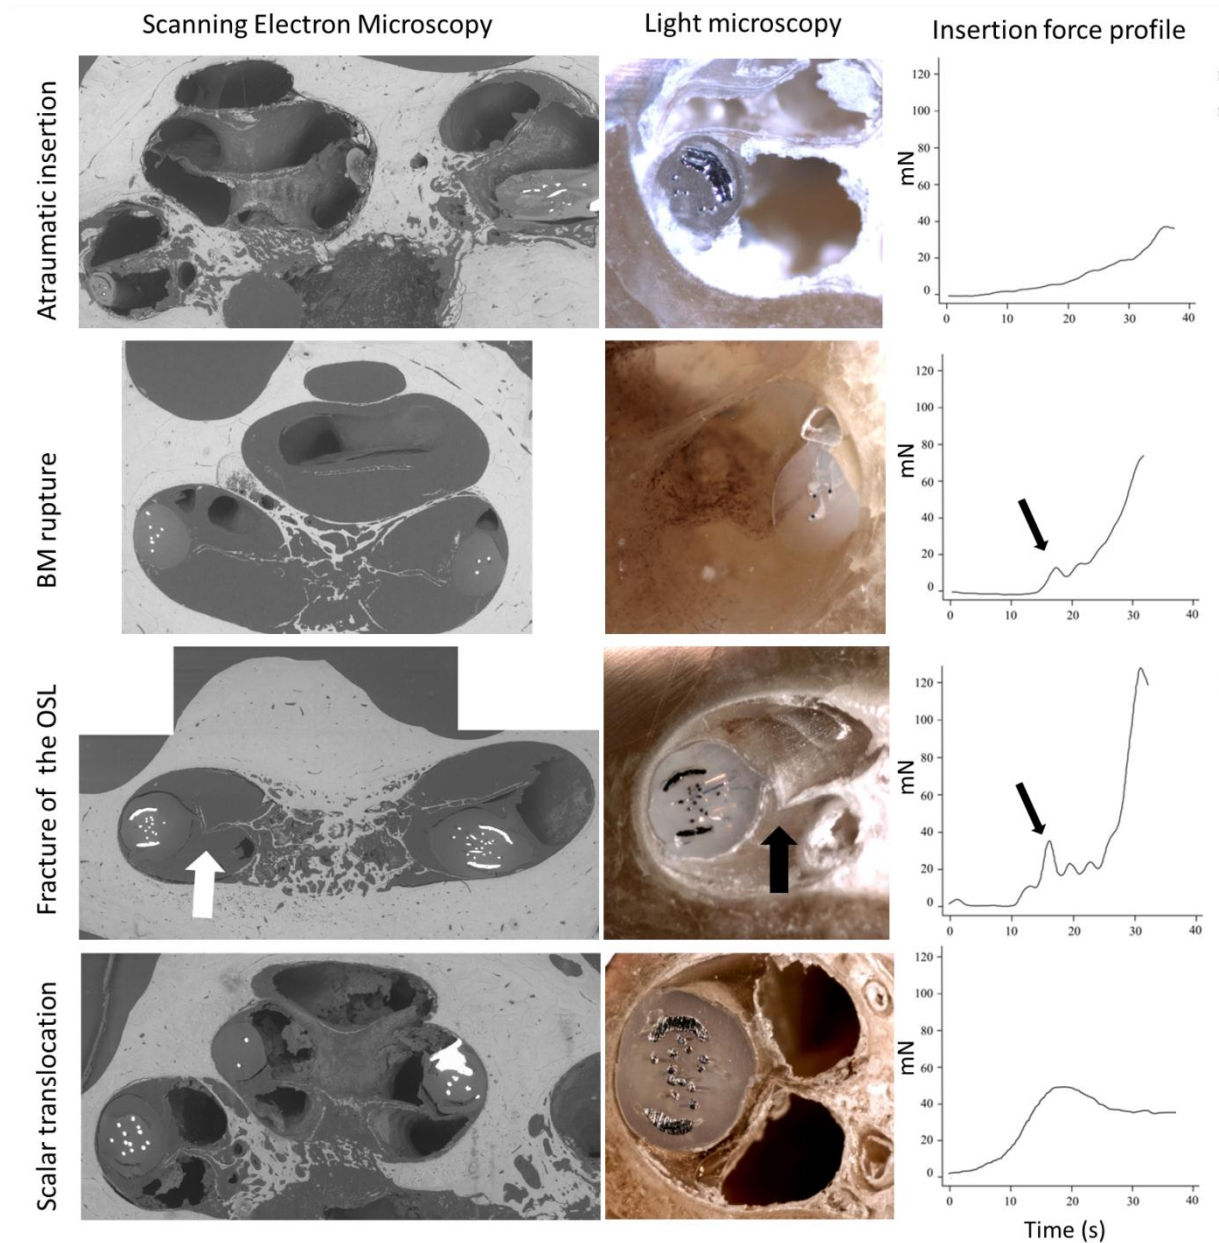 Scanning Electron Microscopy
Light microscopy
Insertion force profile
Atraumatic insertion
mN
120
100
80
60
40
20
0
0 10 20 30 40
BM rupture
mN
120
100
80
60
40
20
0
0 10 20 30 40
Fracture of the OSL
mN
120
100
80
60
40
20
0
0 10 20 30 40
Scalar translocation
mN
120
100
80
60
40
20
0
0 10 20 30 40
Time (s)